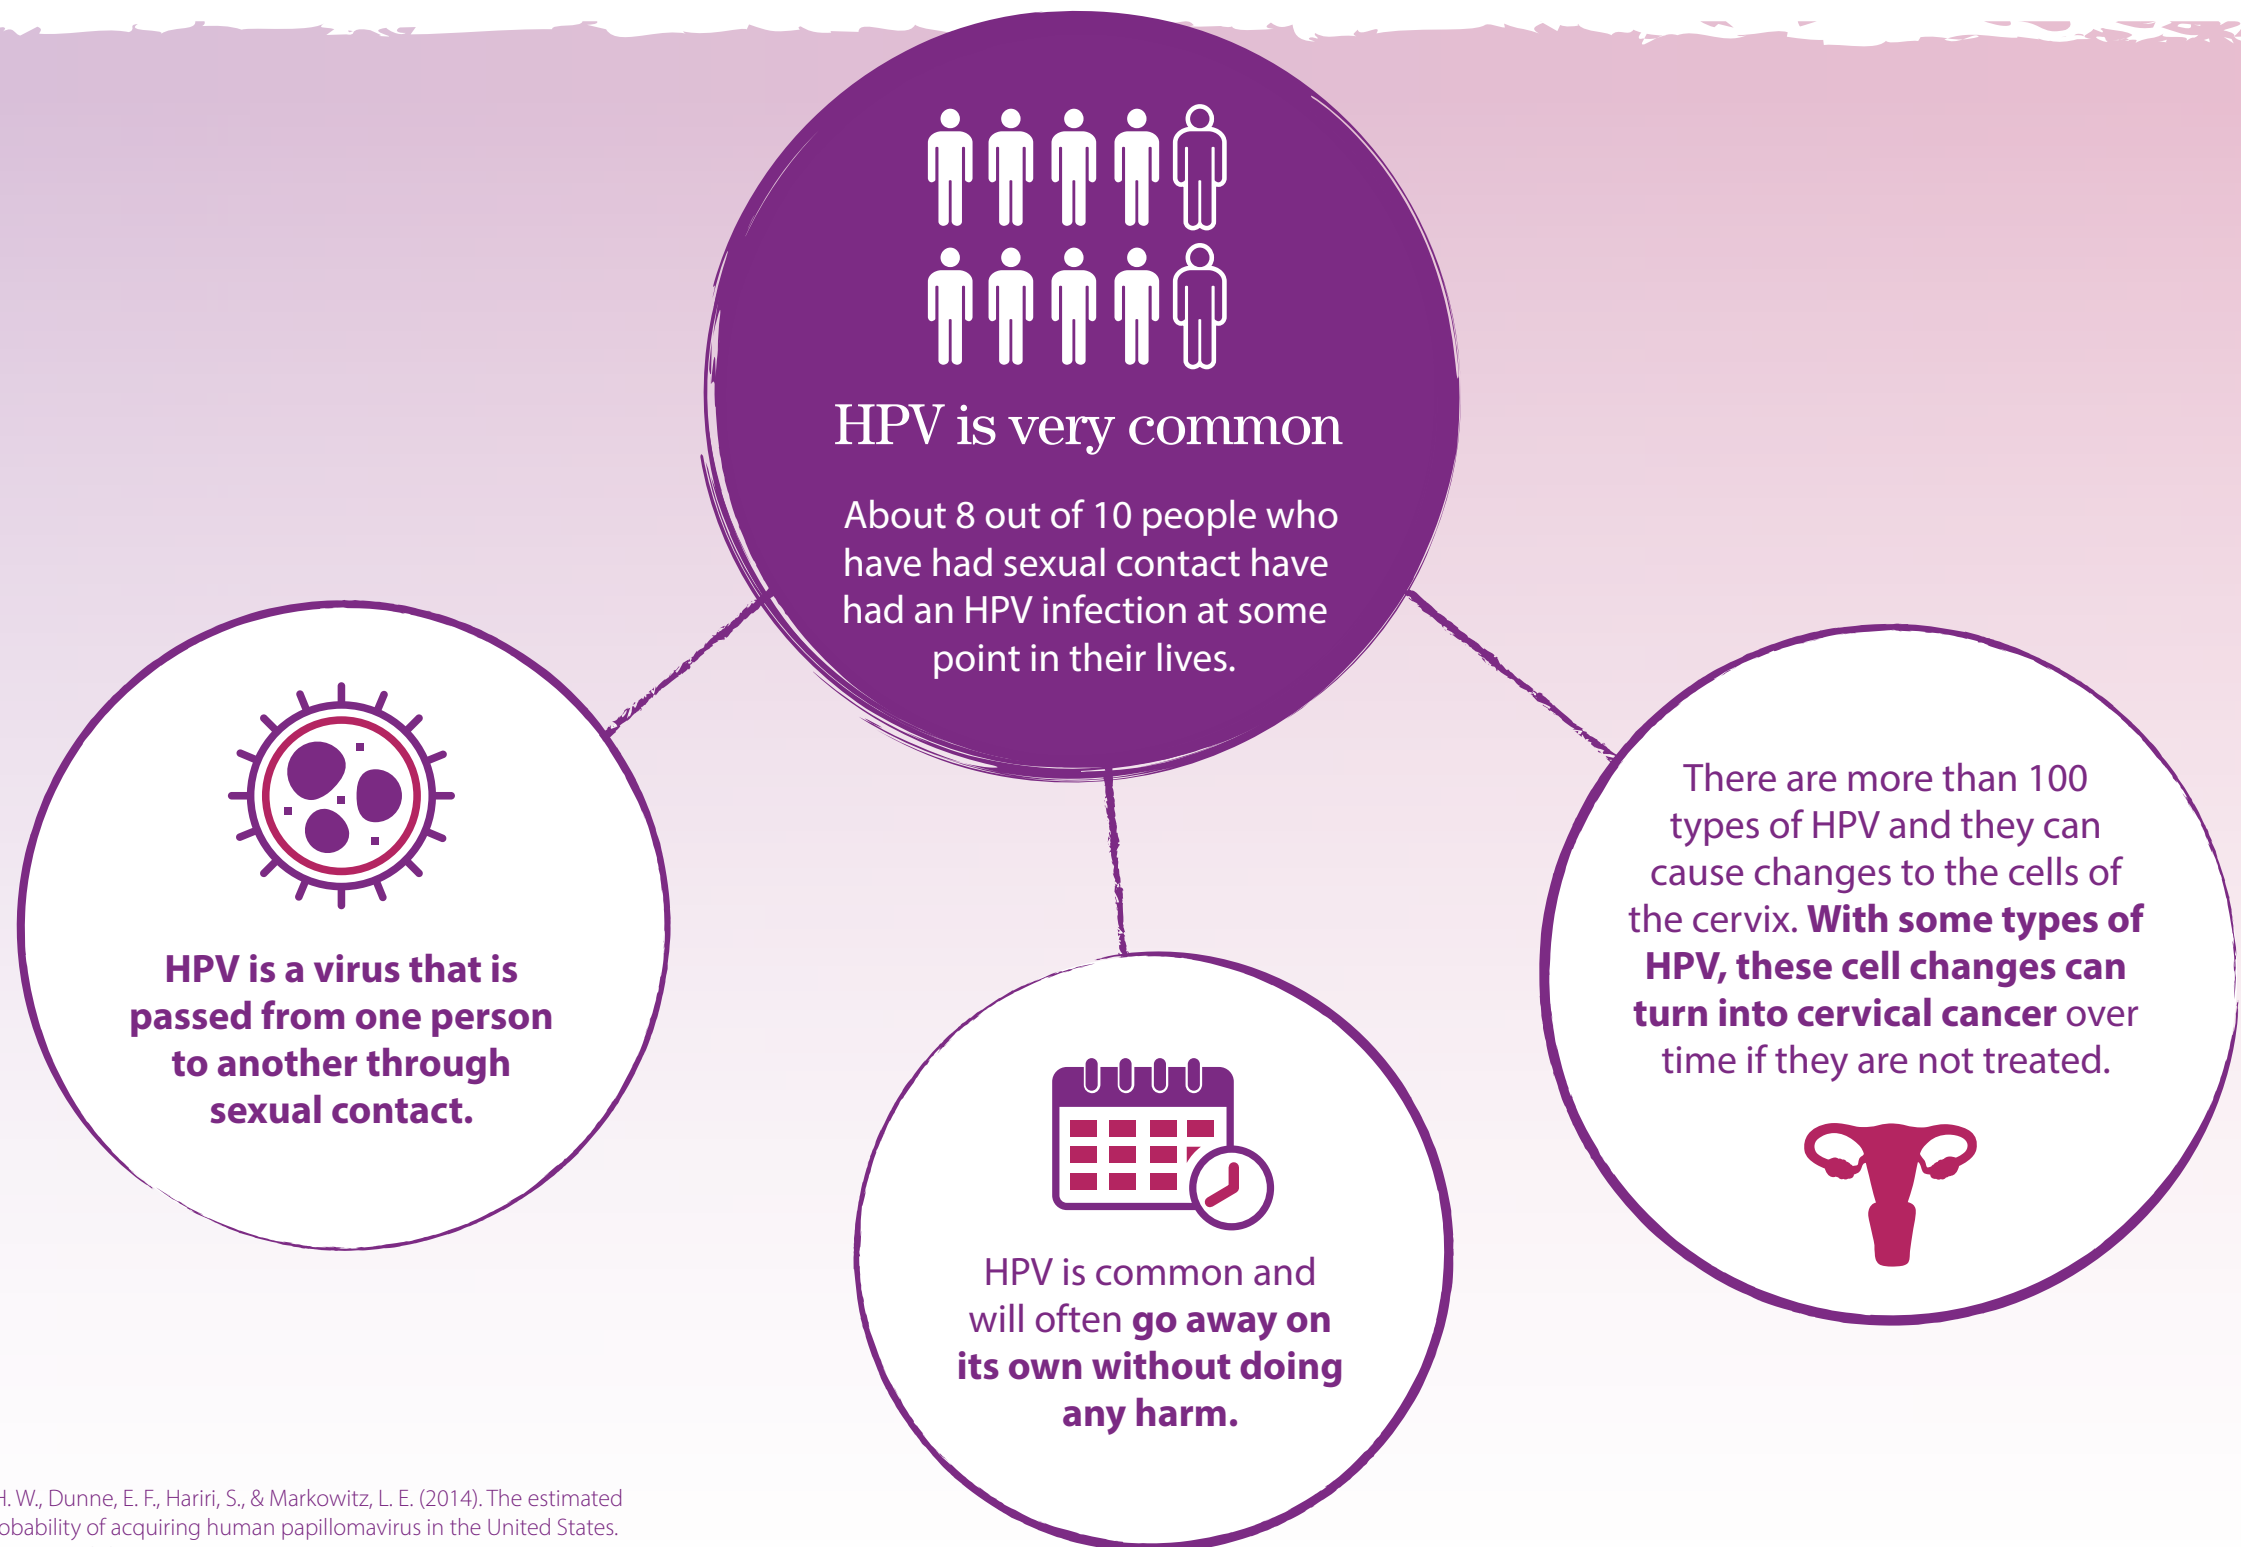 HPV is very common
About 8 out of 10 people who
have had sexual contact have
had an HPV infection at some
point in their lives.
HPV is a virus that is
passed from one person
to another through
sexual contact.
HPV is common and
will often go away on
its own without doing
any harm.
There are more than 100
types of HPV and they can
cause changes to the cells of
the cervix. With some types of
HPV, these cell changes can
turn into cervical cancer over
time if they are not treated.
W., Dunne, E. F., Hariri, S., & Markowitz, L. E. (2014). The estimated
of acquiring human papillomavirus in the United States.